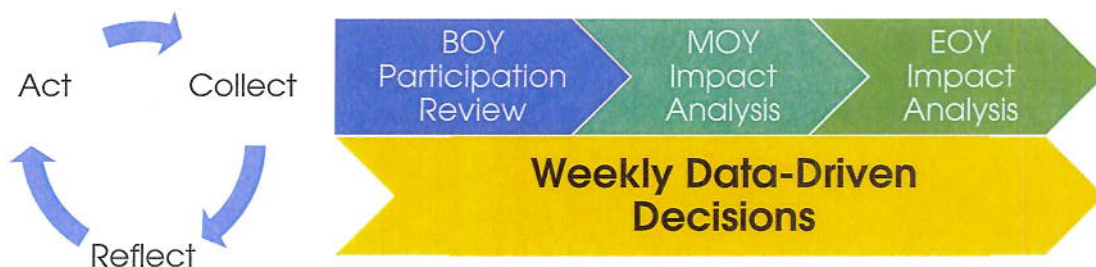 Act
Collect
Reflect
BOY
Participation
Review
MOY
Impact
Analysis
EOY
Impact
Analysis
Weekly Data-Driven
Decisions